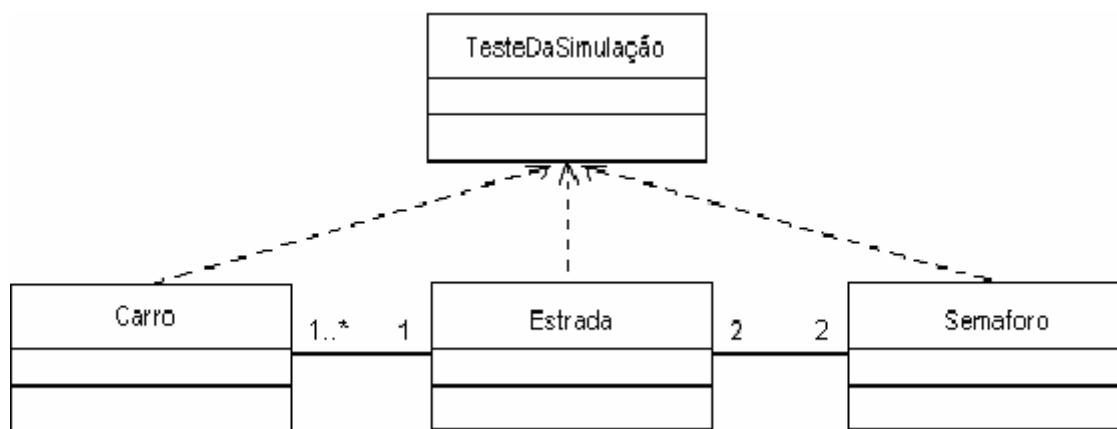 TesteDaSimulação
Carro
1..* 1
Estrada
2 2
Semaforo